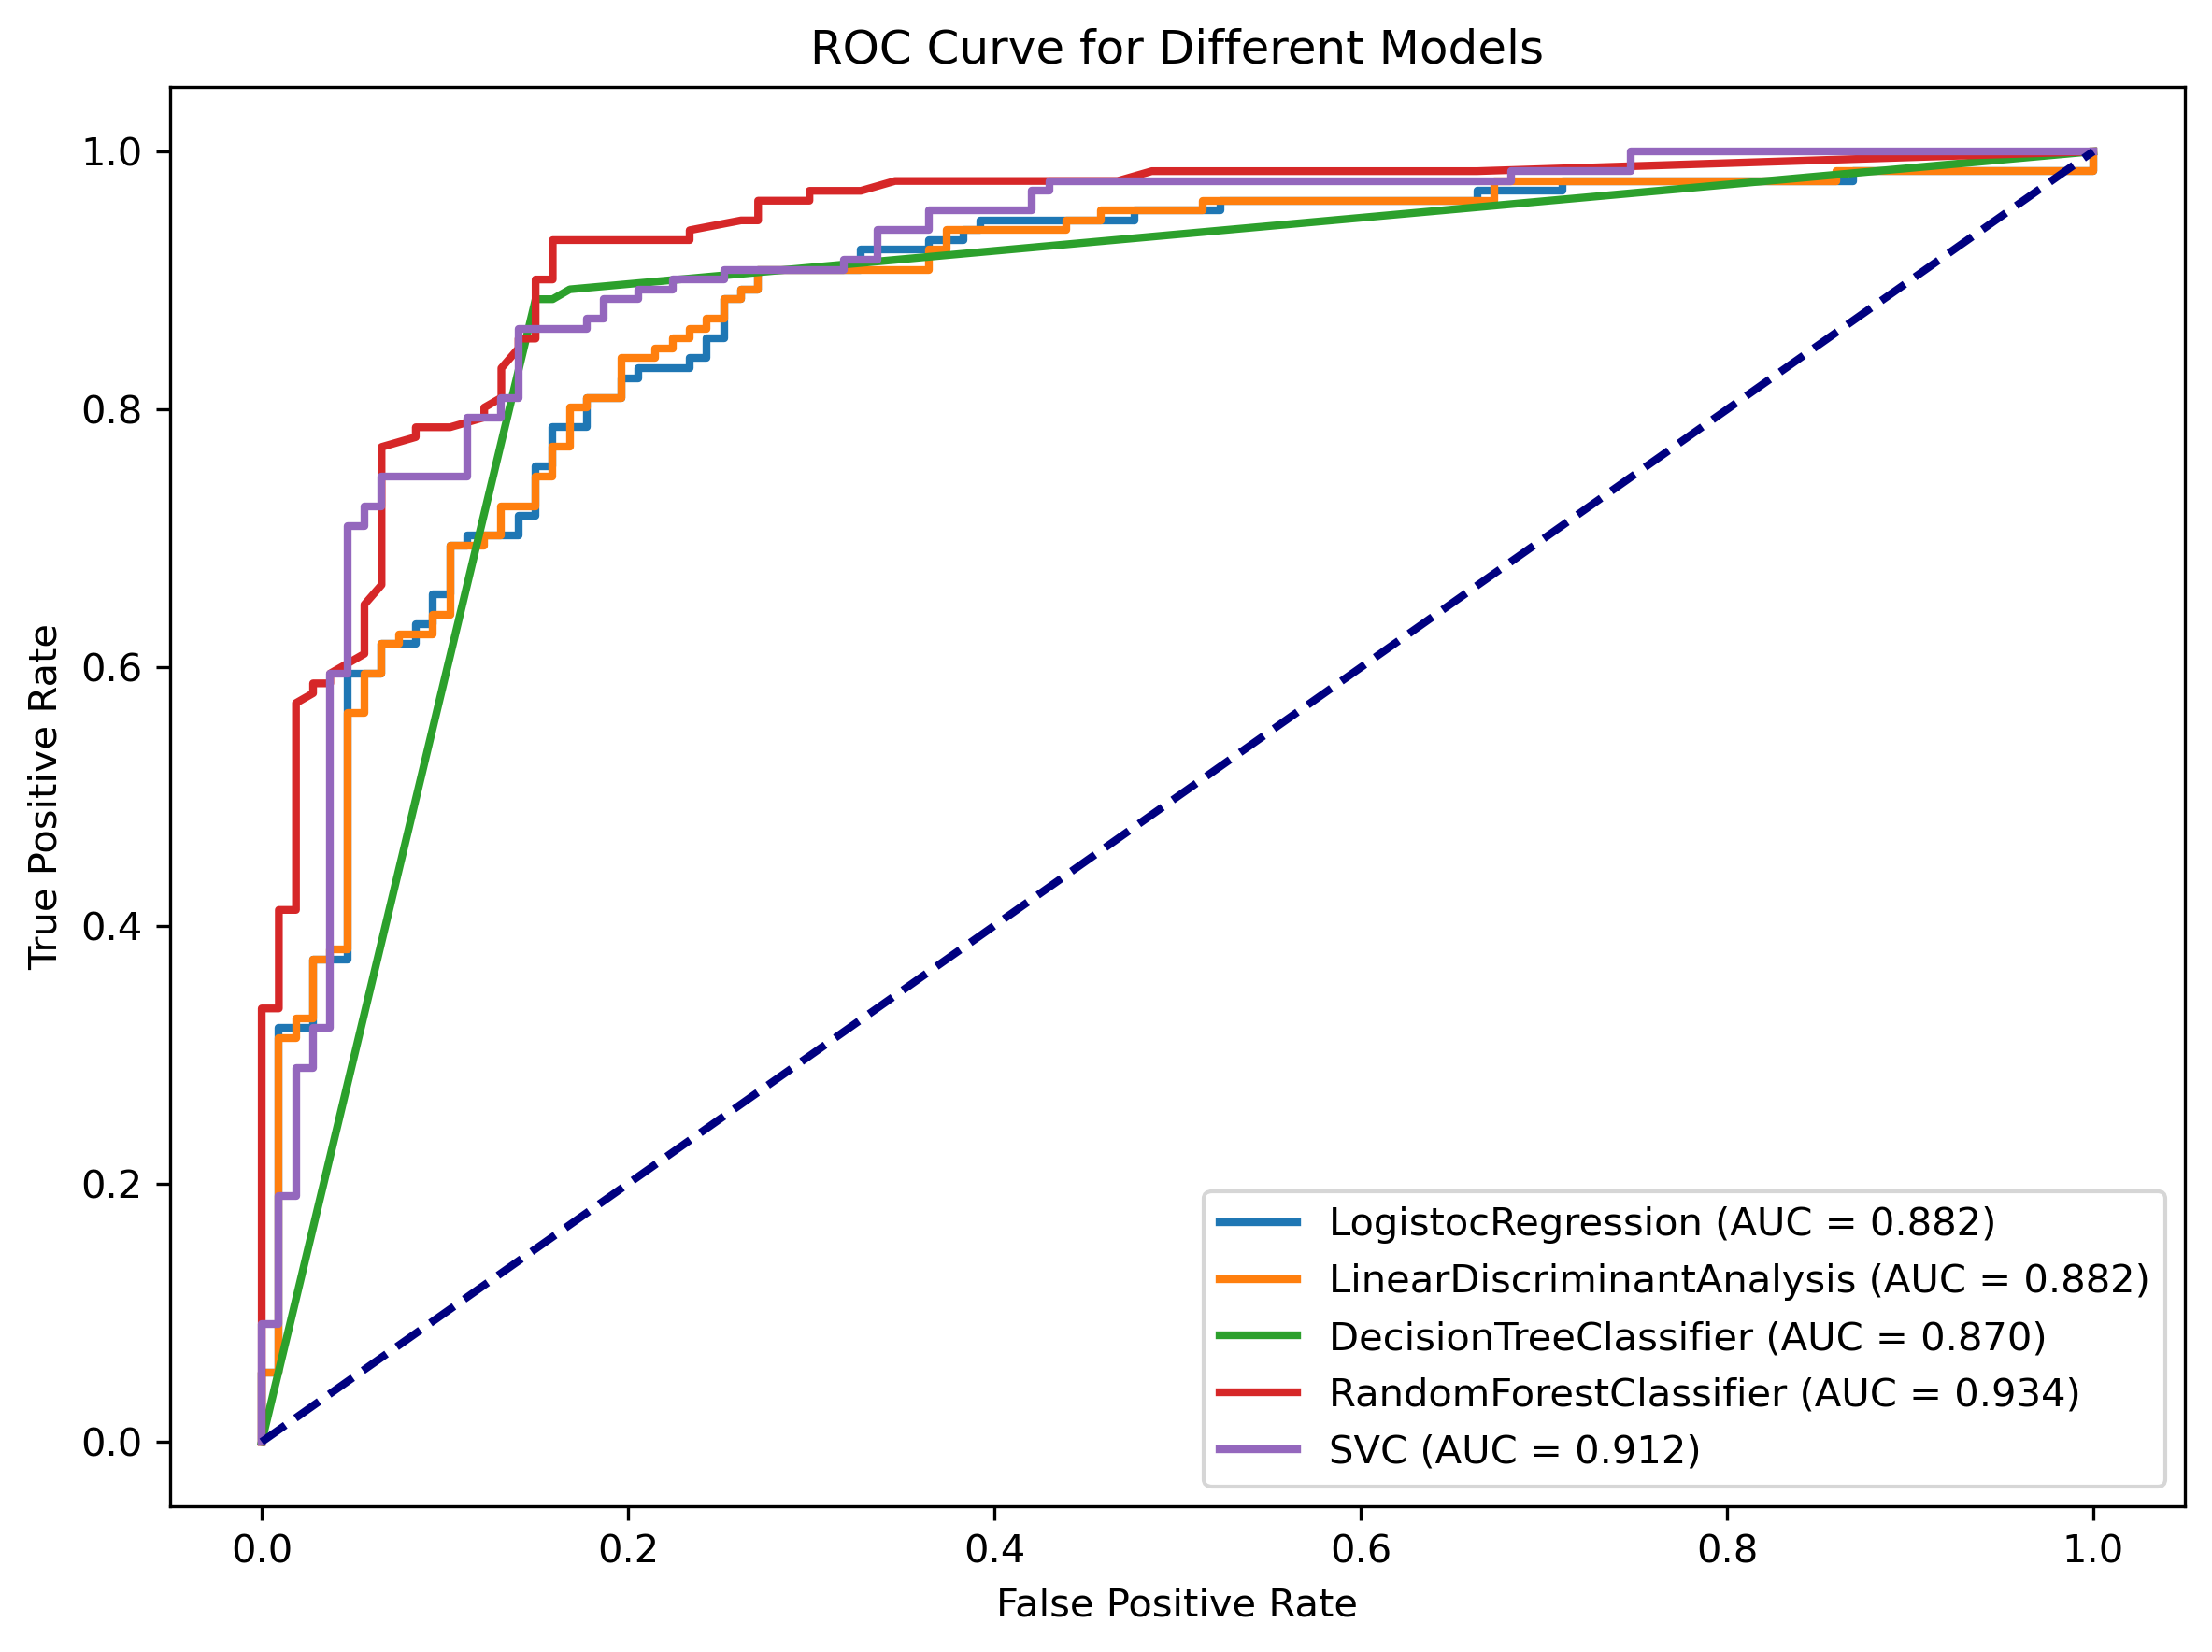 ROC Curve for Different Models
True Positive Rate
1.0
0.8
0.6
0.4
0.2
0.0
LogistocRegression (AUC = 0.882)
LinearDiscriminantAnalysis (AUC = 0.882)
DecisionTreeClassifier (AUC = 0.870)
RandomForestClassifier (AUC = 0.934)
SVC (AUC = 0.912)
0.0 0.2 0.4 0.6 0.8 1.0
False Positive Rate